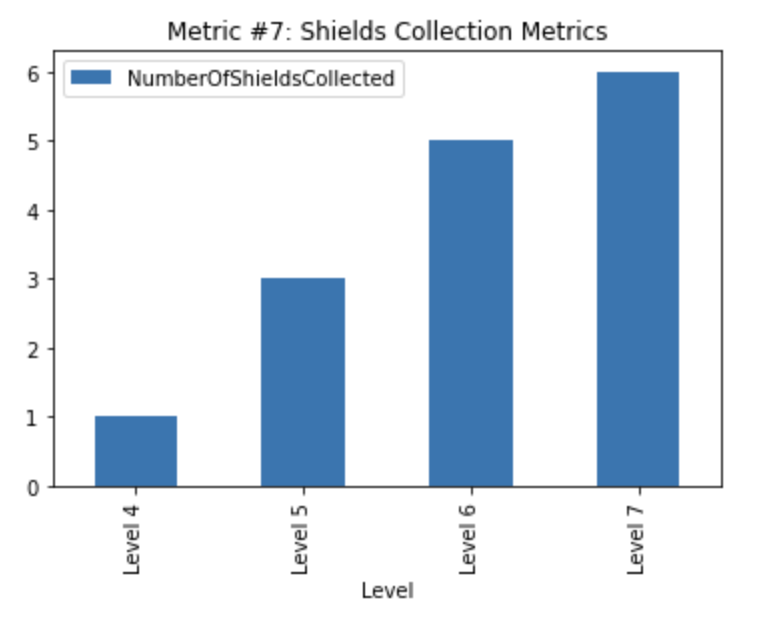 Metric #7: Shields Collection Metrics
NumberOfShieldsCollected
6
5
4
3
2
1
0
Level 4
Level 5
Level 6
Level 7
Level